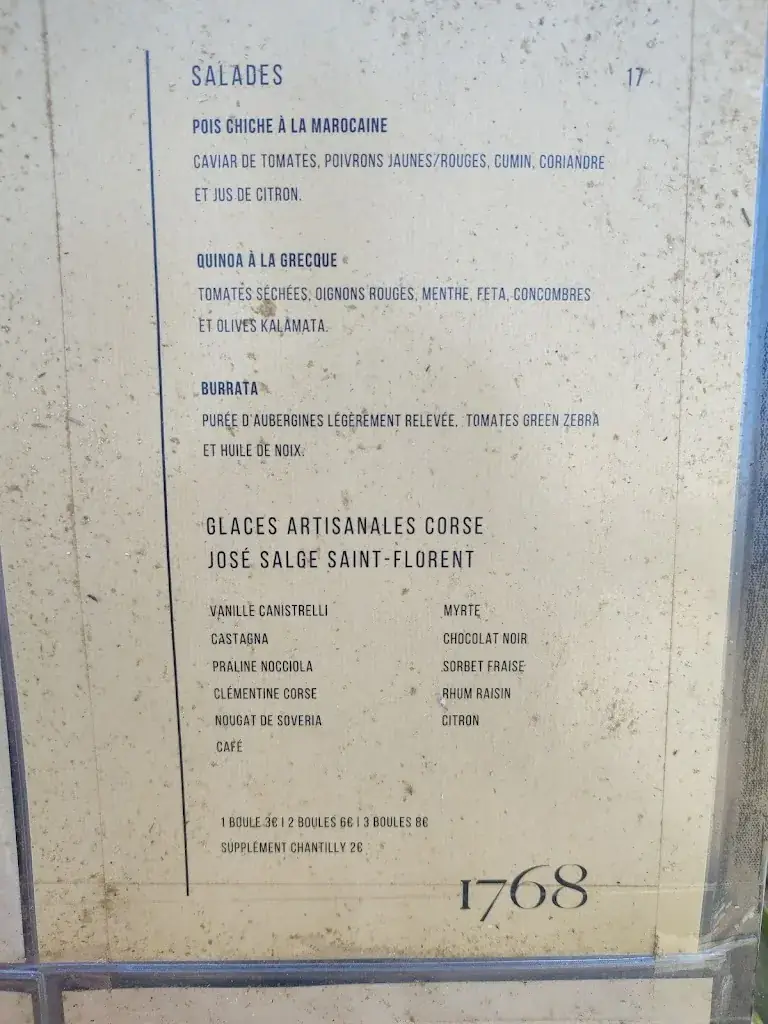 SALADES 17
POIS CHICHE À LA MAROCAINE
CAVIAR DE TOMATES, POIVRONS JAUNES/ROUGES, CUMIN, CORIANDRE
ET JUS DE CITRON.
QUINOA À LA GRECQUE
TOMATES SÉCHÉES, OIGNONS ROUGES, MENTHE, FETA, CONCOMBRES
ET OLIVES KALAMATA.
BURRATA
PURÉE D'AUBERGINES LÉGÈREMENT RELEVÉE, TOMATES GREEN ZEBRA
ET HUILE DE NOIX.
GLACES ARTISANALES CORSE
JOSÉ SALGE SAINT-FLORENT
VANILLE CANISTRELLI MYRTE
CASTAGNA CHOCOLAT NOIR
PRALINE NOCCIOLA SORBET FRAISE
CLÉMENTINE CORSE RHUM RAISIN
NOUGAT DE SOVERIA CITRON
CAFÉ
1 BOULE 3€ | 2 BOULES 6€ | 3 BOULES 8€
SUPPLÉMENT CHANTILLY 2€
1768